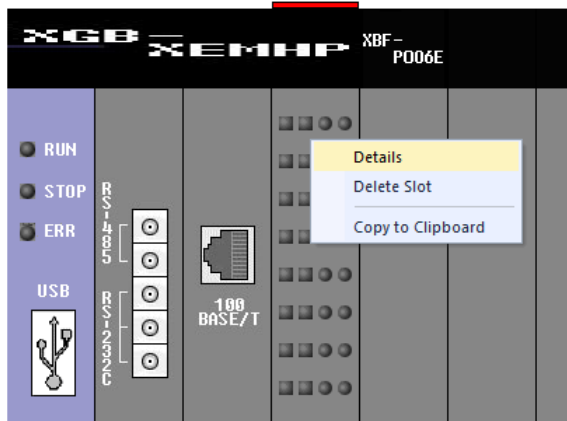 XGB-
XEMHP
XBF-
PD06E
RUN
STOP
ERR
USB
RS-485
RS-232C
100
BASE/T
Details
Delete Slot
Copy to Clipboard